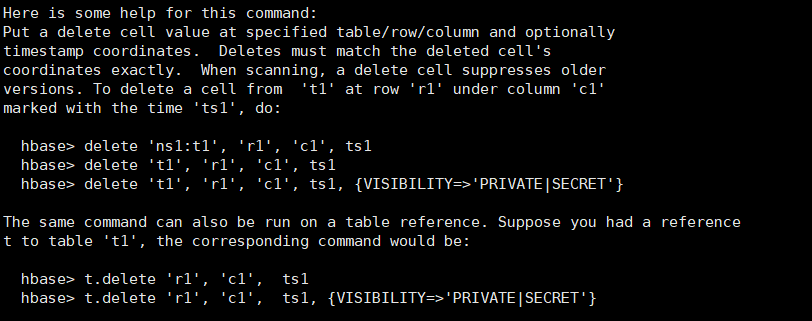 Here is some help for this command:
Put a delete cell value at specified table/row/column and optionally
timestamp coordinates.  Deletes must match the deleted cell's
coordinates exactly.  When scanning, a delete cell suppresses older
versions. To delete a cell from  't1' at row 'r1' under column 'c1'
marked with the time 'ts1', do:

  hbase> delete 'ns1:t1', 'r1', 'c1', ts1
  hbase> delete 't1', 'r1', 'c1', ts1
  hbase> delete 't1', 'r1', 'c1', ts1, {VISIBILITY=>'PRIVATE|SECRET'}

The same command can also be run on a table reference. Suppose you had a reference
t to table 't1', the corresponding command would be:

  hbase> t.delete 'r1', 'c1',  ts1
  hbase> t.delete 'r1', 'c1',  ts1, {VISIBILITY=>'PRIVATE|SECRET'}